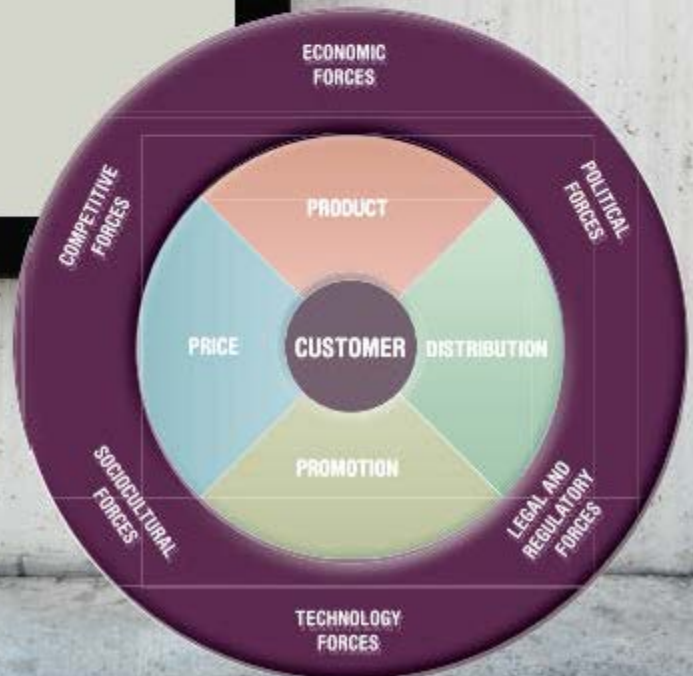 ECONOMIC
FORCES
COMPETITIVE
FORCES
POLITICAL
FORCES
PRODUCT
PRICE
CUSTOMER
DISTRIBUTION
PROMOTION
SOCIOCULTURAL
FORCES
LEGAL AND
REGULATORY
FORCES
TECHNOLOGY
FORCES